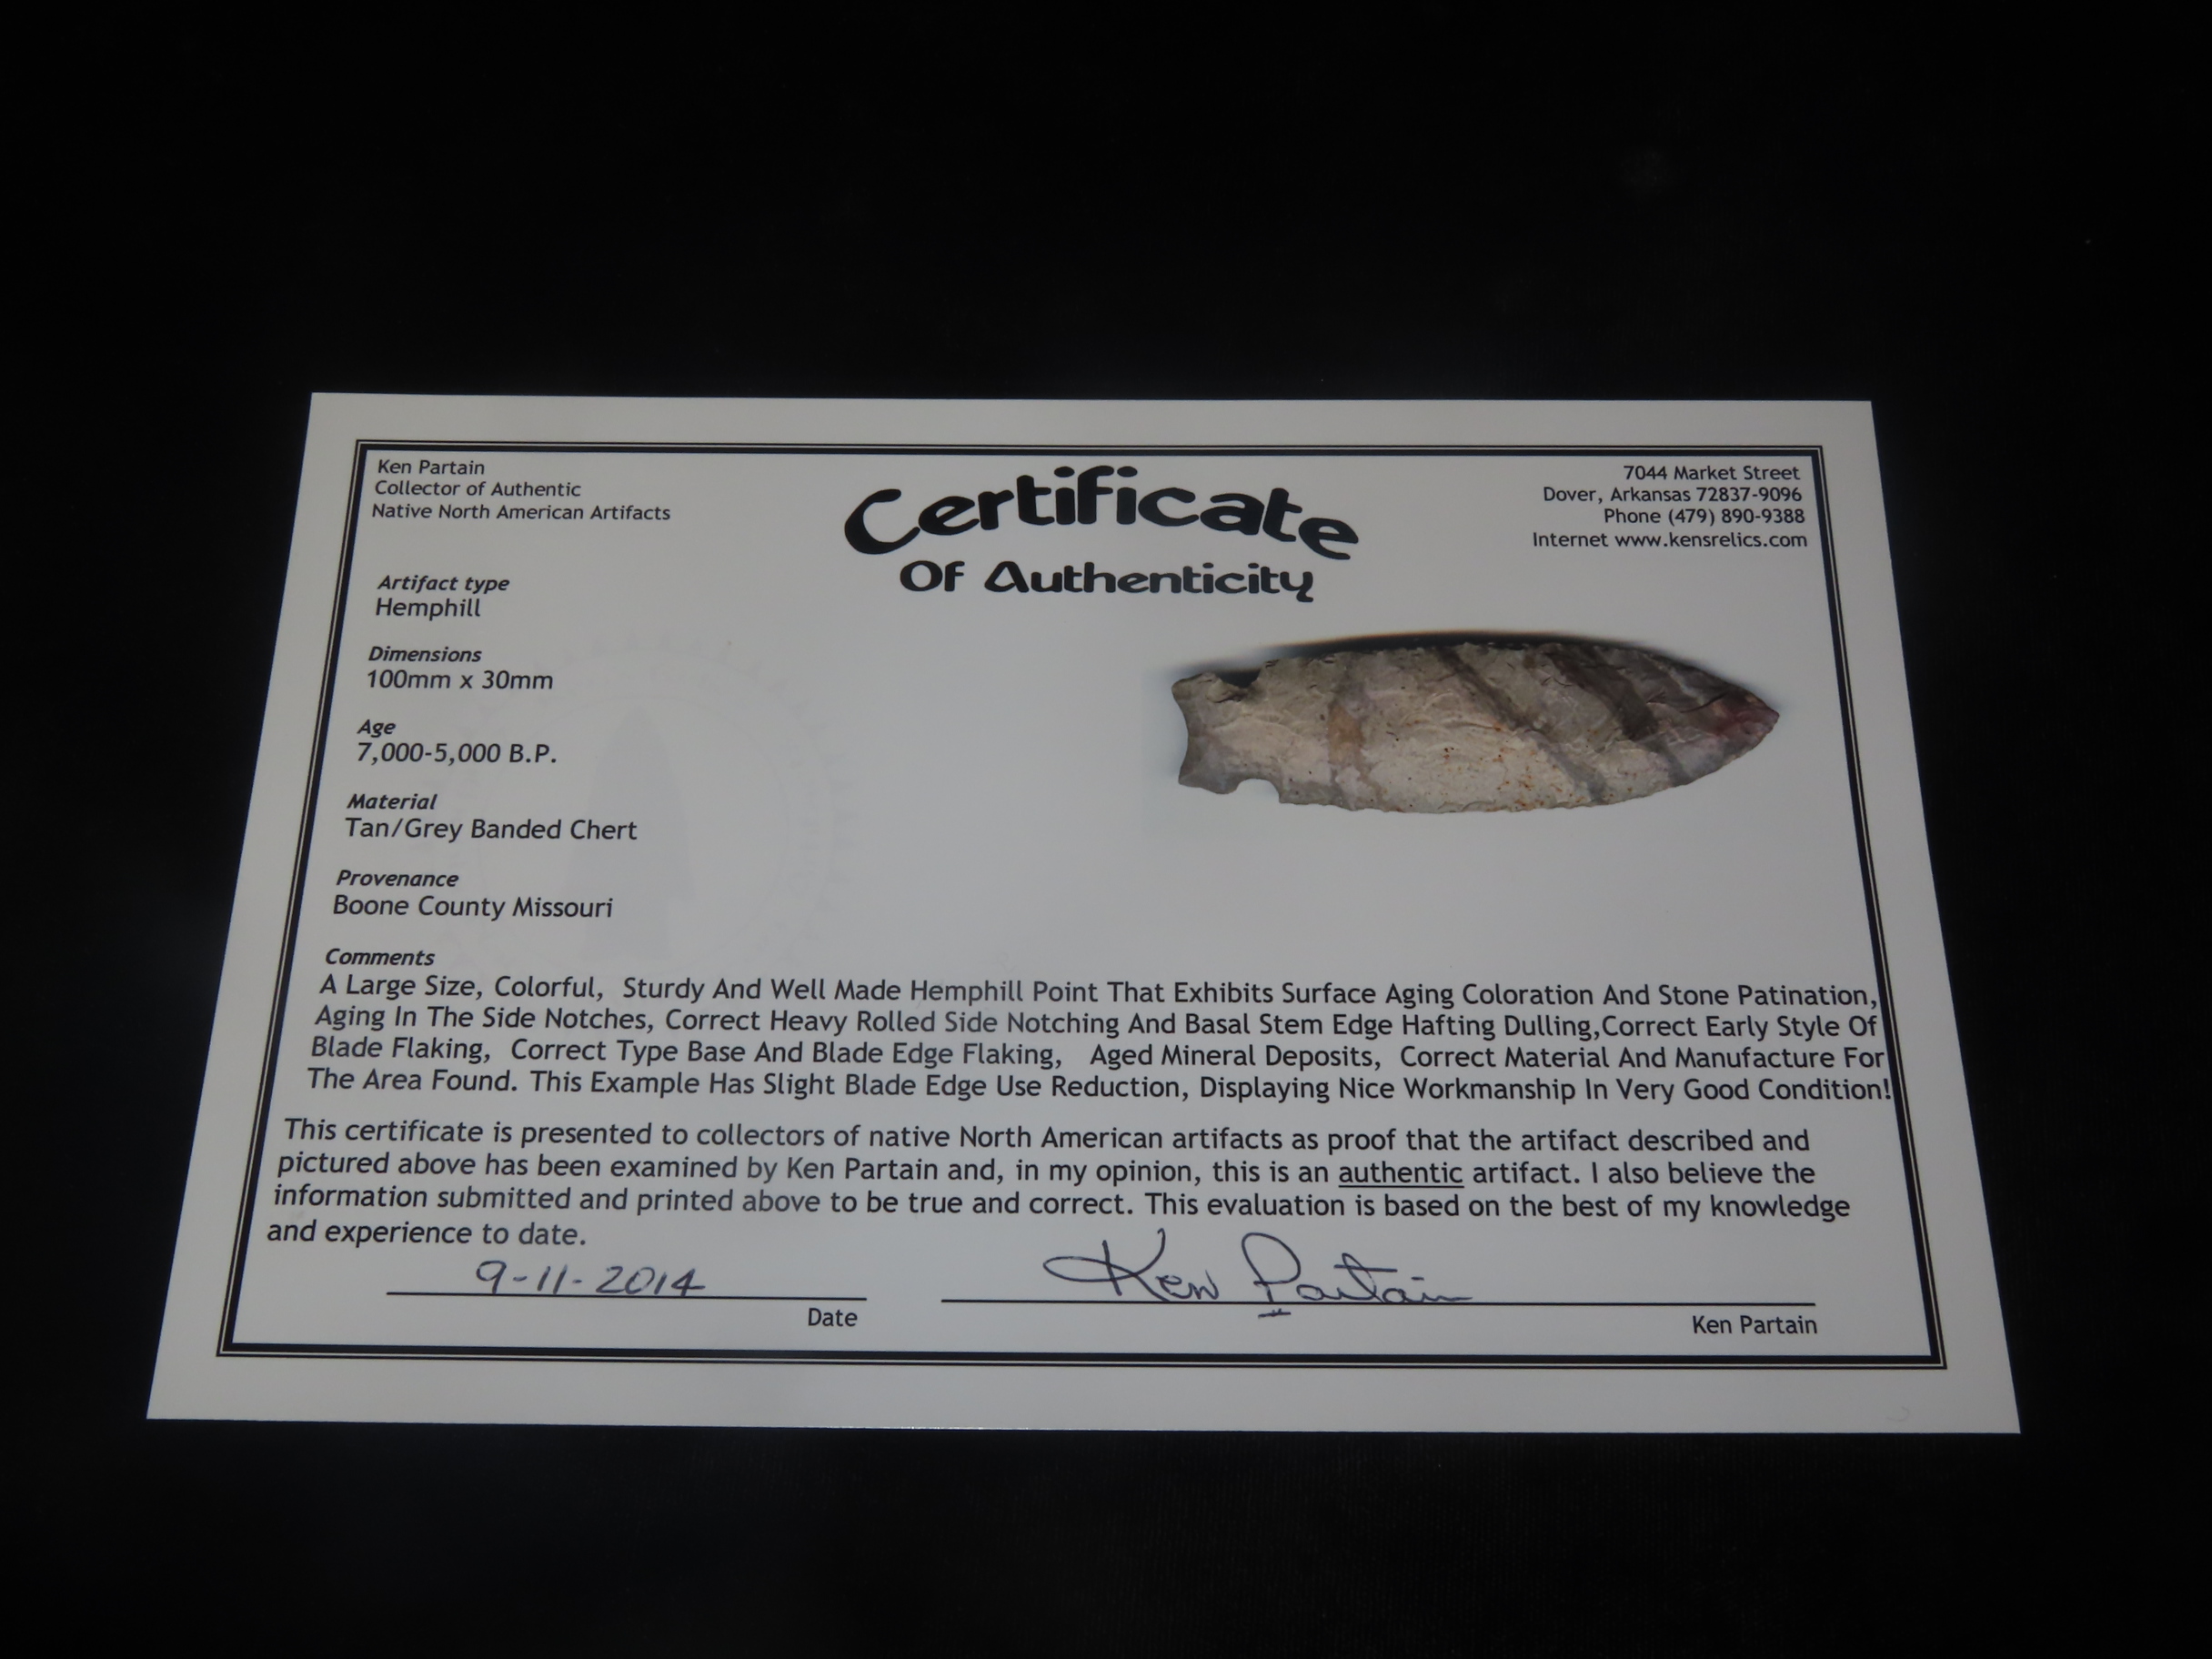 Ken Partain
Collector of Authentic
Native North American Artifacts
Certificate
Of Authenticity
7044 Market Street
Dover, Arkansas 72837-9096
Phone (479) 890-9388
Internet www.kensrelics.com
Artifact type
Hemphill
Dimensions
100mm x 30mm
Age
7,000-5,000 B.P.
Material
Tan/Grey Banded Chert
Provenance
Boone County Missouri
Comments
A Large Size, Colorful, Sturdy And Well Made Hemphill Point That Exhibits Surface Aging Coloration And Stone Patination,
Aging In The Side Notches, Correct Heavy Rolled Side Notching And Basal Stem Edge Hafting Dulling,Correct Early Style Of
Blade Flaking, Correct Type Base And Blade Edge Flaking, Aged Mineral Deposits, Correct Material And Manufacture For
The Area Found. This Example Has Slight Blade Edge Use Reduction, Displaying Nice Workmanship In Very Good Condition!
This certificate is presented to collectors of native North American artifacts as proof that the artifact described and
pictured above has been examined by Ken Partain and, in my opinion, this is an authentic artifact. I also believe the
information submitted and printed above to be true and correct. This evaluation is based on the best of my knowledge
and experience to date.
9-11-2014
Ken Partain
Date
Ken Partain